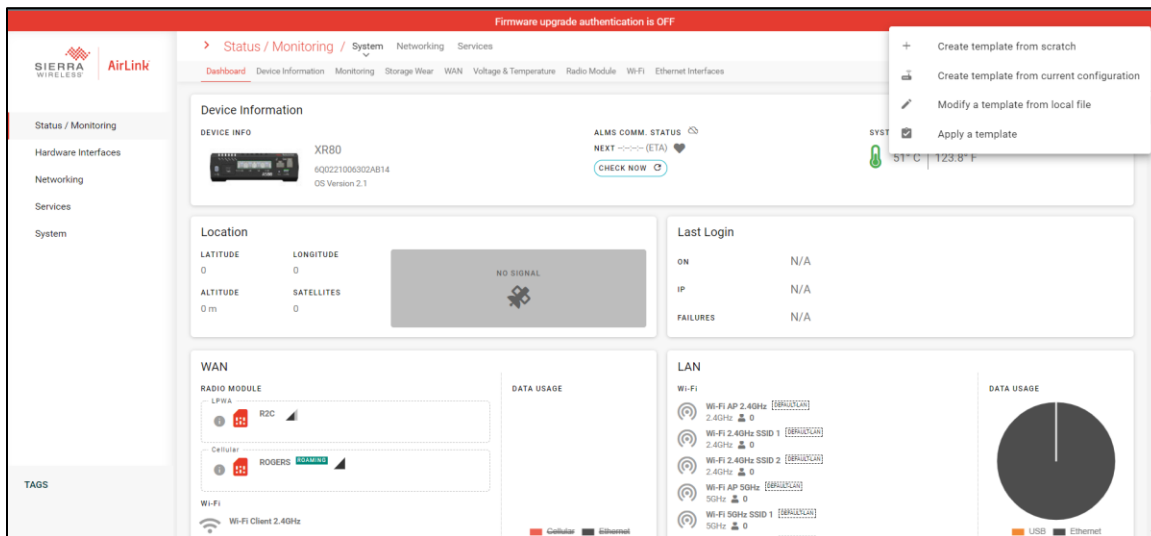 Firmware upgrade authentication is OFF
SIERRA WIRELESS AirLink
Status / Monitoring / System Networking Services
Dashboard Device Information Monitoring Storage Wear WAN Voltage & Temperature Radio Module Wi-Fi Ethernet Interfaces
Create template from scratch
Create template from current configuration
Modify a template from local file
Apply a template
Status / Monitoring
Hardware Interfaces
Networking
Services
System
TAGS
Device Information
DEVICE INFO
XR80
6Q0221006302AB14
OS Version 2.1
ALMS COMM. STATUS
NEXT --:--:-- (ETA)
CHECK NOW
SYST
51° C 123.8° F
Location
LATITUDE LONGITUDE
0 0
ALTITUDE SATELLITES
0 m 0
NO SIGNAL
Last Login
ON N/A
IP N/A
FAILURES N/A
WAN
RADIO MODULE
LPWA
R2C
Cellular
ROGERS ROAMING
Wi-Fi
Wi-Fi Client 2.4GHz
DATA USAGE
Cellular Ethernet
LAN
Wi-Fi
Wi-Fi AP 2.4GHz DEFAULTLAN
2.4GHz 0
Wi-Fi 2.4GHz SSID 1 DEFAULTLAN
2.4GHz 0
Wi-Fi 2.4GHz SSID 2 DEFAULTLAN
2.4GHz 0
Wi-Fi AP 5GHz DEFAULTLAN
5GHz 0
Wi-Fi 5GHz SSID 1 DEFAULTLAN
5GHz 0
DATA USAGE
USB Ethernet